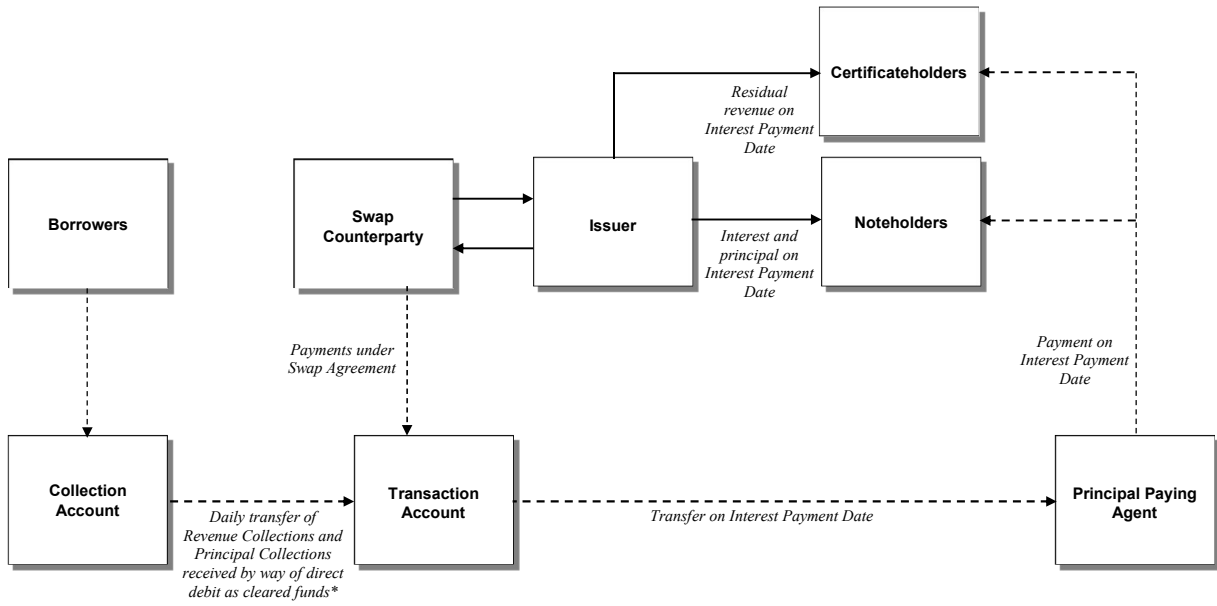 Certificateholders
Residual
revenue on
Interest Payment
Date
Borrowers
Swap
Counterparty
Issuer
Noteholders
Interest and
principal on
Interest Payment
Date
Payments under
Swap Agreement
Payment on
Interest Payment
Date
Collection
Account
Transaction
Account
Principal Paying
Agent
Daily transfer of
Revenue Collections and
Principal Collections
received by way of direct
debit as cleared funds*
Transfer on Interest Payment Date